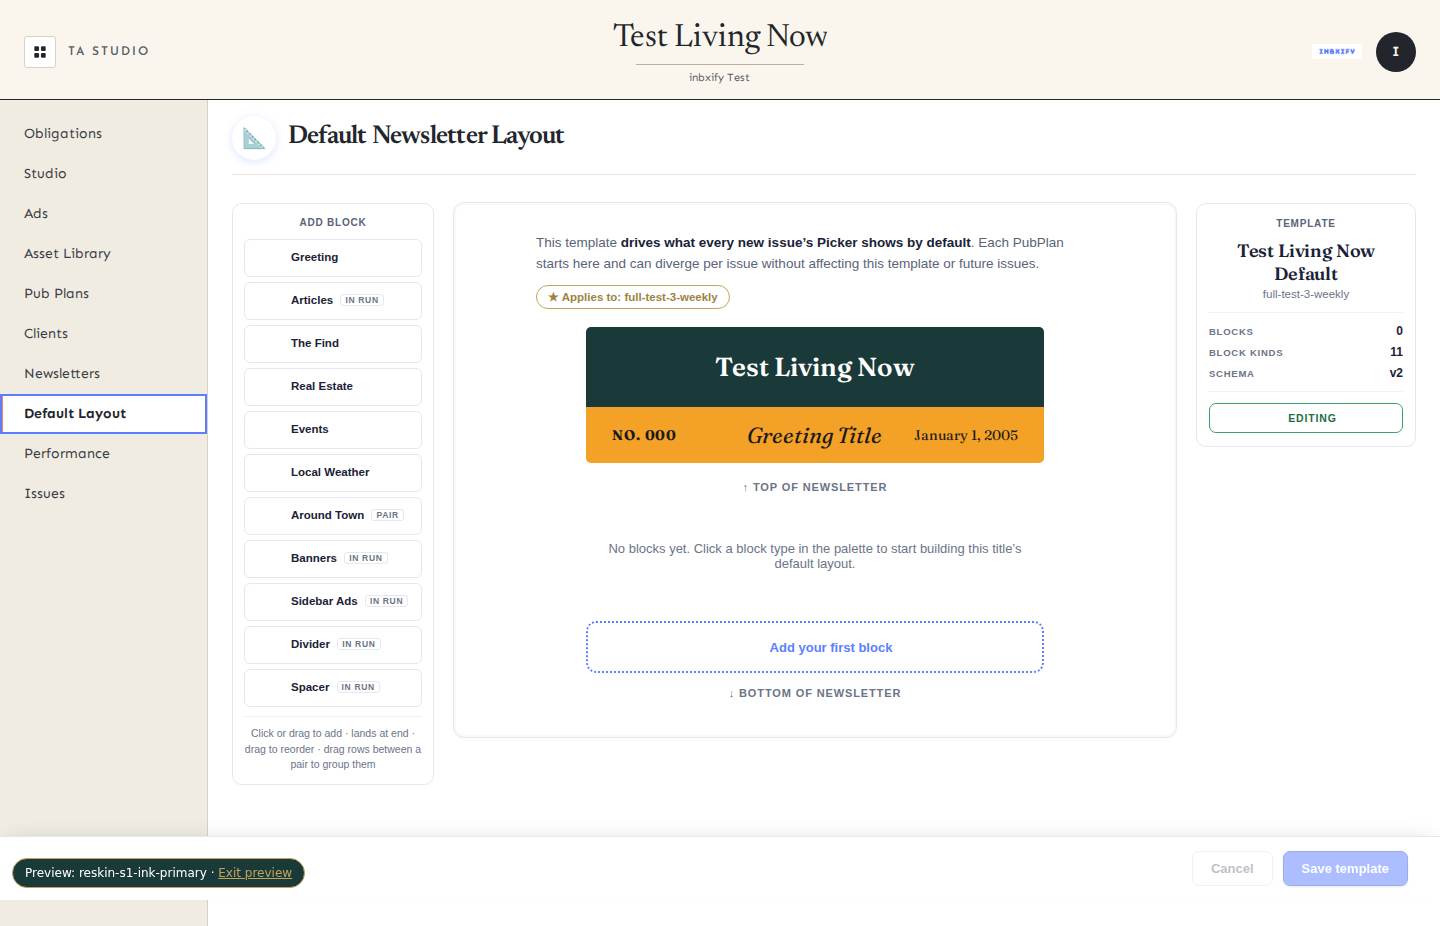 TA STUDIO
Test Living Now
inbxify Test
INBXIFY
I
Obligations
Studio
Ads
Asset Library
Pub Plans
Clients
Newsletters
Default Layout
Performance
Issues
Default Newsletter Layout
ADD BLOCK
Greeting
Articles IN RUN
The Find
Real Estate
Events
Local Weather
Around Town PAIR
Banners IN RUN
Sidebar Ads IN RUN
Divider IN RUN
Spacer IN RUN
Click or drag to add · lands at end ·
drag to reorder · drag rows between a
pair to group them
This template drives what every new issue's Picker shows by default. Each PubPlan
starts here and can diverge per issue without affecting this template or future issues.
★ Applies to: full-test-3-weekly
Test Living Now
NO. 000 Greeting Title January 1, 2005
↑ TOP OF NEWSLETTER
No blocks yet. Click a block type in the palette to start building this title's
default layout.
Add your first block
↓ BOTTOM OF NEWSLETTER
TEMPLATE
Test Living Now
Default
full-test-3-weekly
BLOCKS 0
BLOCK KINDS 11
SCHEMA v2
EDITING
Preview: reskin-s1-ink-primary · Exit preview
Cancel
Save template